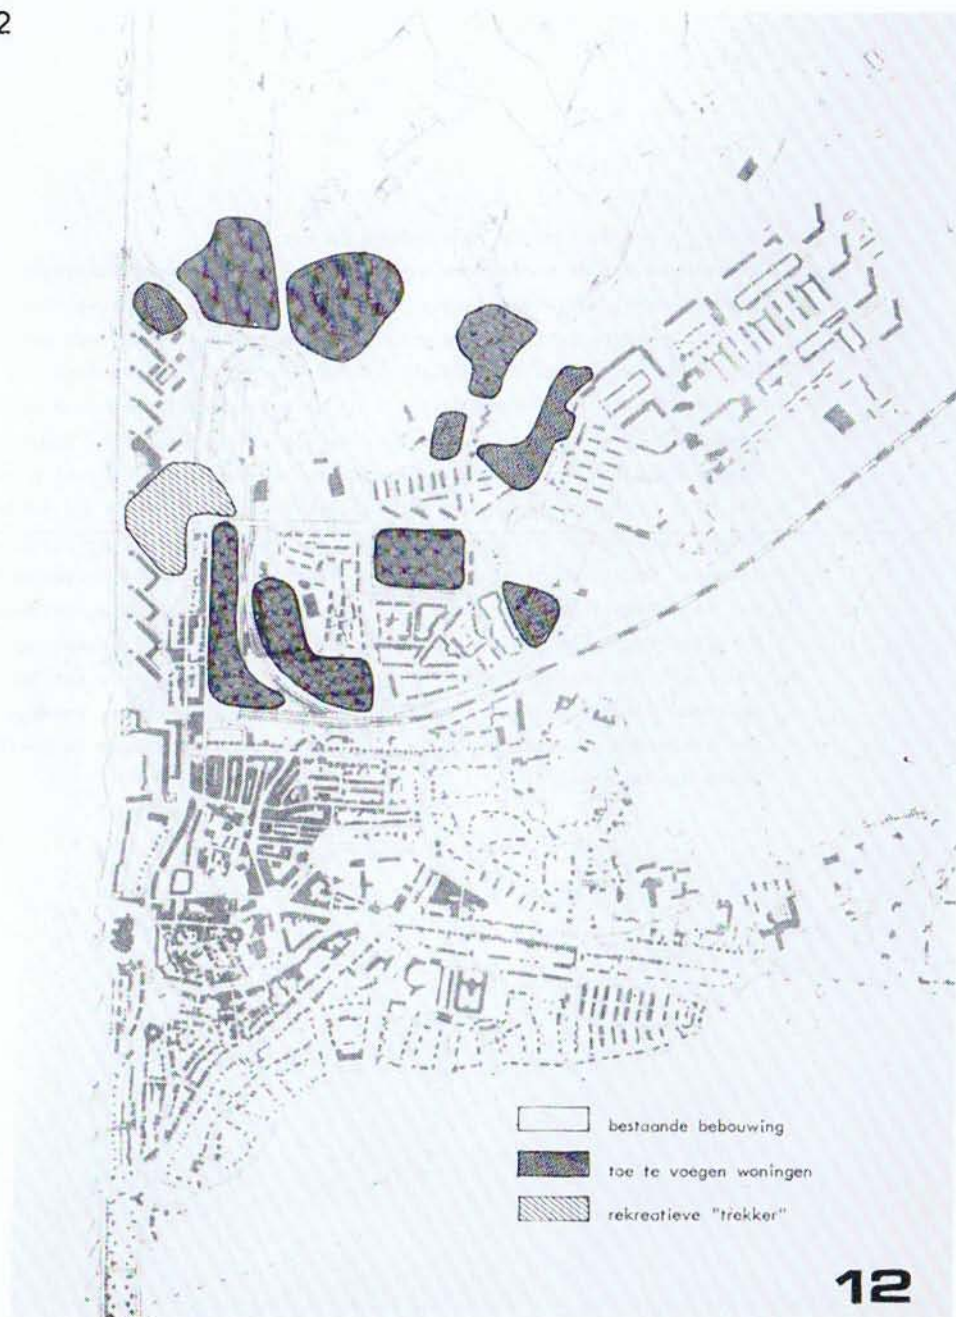 2
bestaande bebouwing
toe te voegen woningen
rekreatieve "trekker"
12